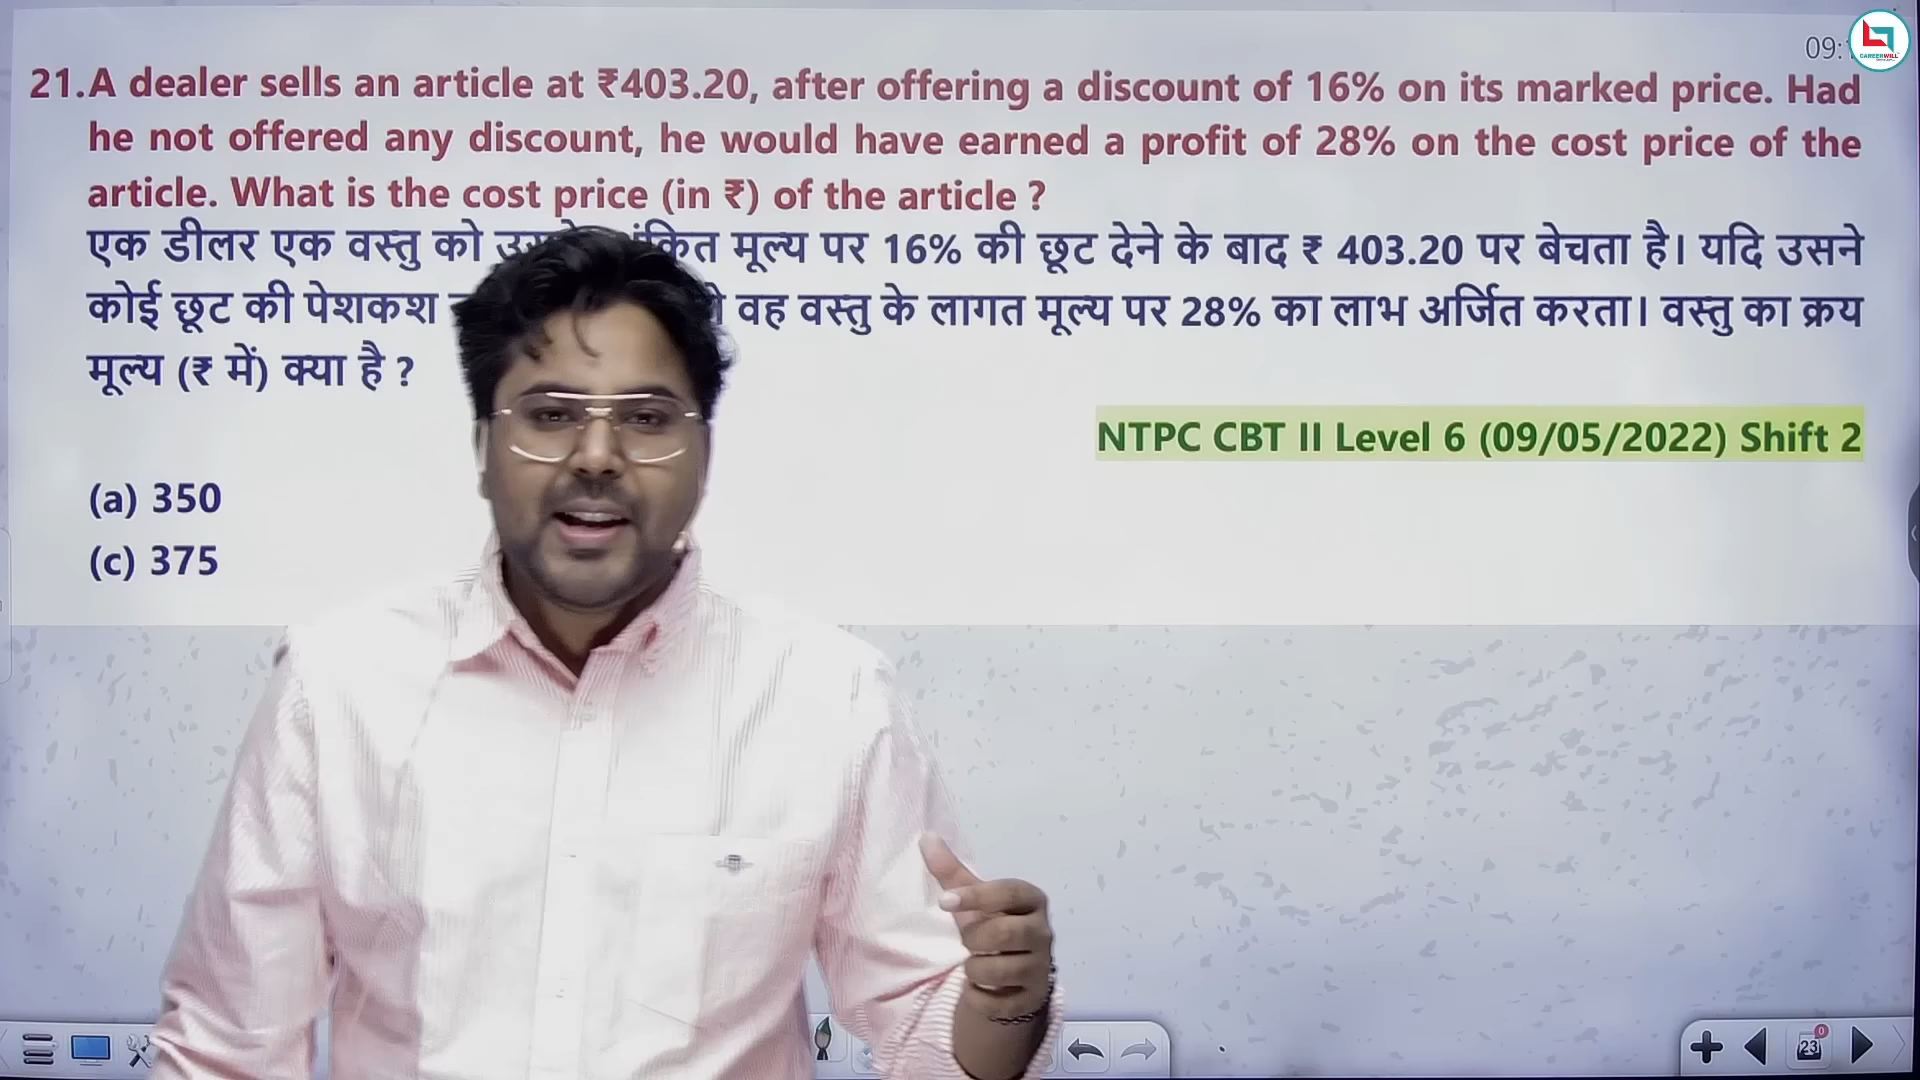 09:
CAREERWILL
21. A dealer sells an article at ₹403.20, after offering a discount of 16% on its marked price. Had
he not offered any discount, he would have earned a profit of 28% on the cost price of the
article. What is the cost price (in ₹) of the article ?
एक डीलर एक वस्तु को मूल्य पर 16% की छूट देने के बाद ₹ 403.20 पर बेचता है। यदि उसने
कोई छूट की पेशकश वह वस्तु के लागत मूल्य पर 28% का लाभ अर्जित करता। वस्तु का क्रय
मूल्य (₹ में) क्या है ?
NTPC CBT II Level 6 (09/05/2022) Shift 2
(a) 350
(c) 375
0
23